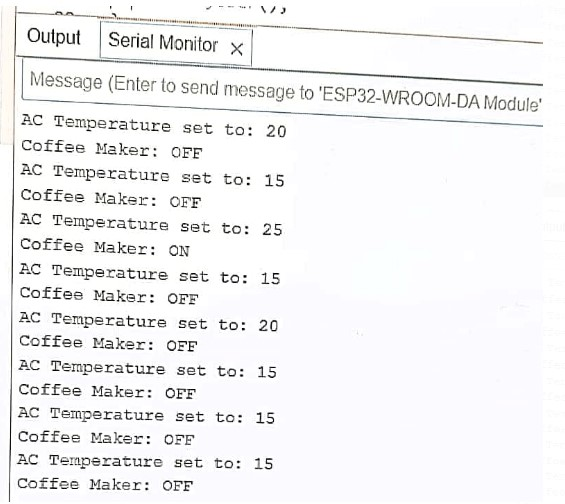 Output Serial Monitor ×
Message (Enter to send message to 'ESP32-WROOM-DA Module'
AC Temperature set to: 20
Coffee Maker: OFF
AC Temperature set to: 15
Coffee Maker: OFF
AC Temperature set to: 25
Coffee Maker: ON
AC Temperature set to: 15
Coffee Maker: OFF
AC Temperature set to: 20
Coffee Maker: OFF
AC Temperature set to: 15
Coffee Maker: OFF
AC Temperature set to: 15
Coffee Maker: OFF
AC Temperature set to: 15
Coffee Maker: OFF